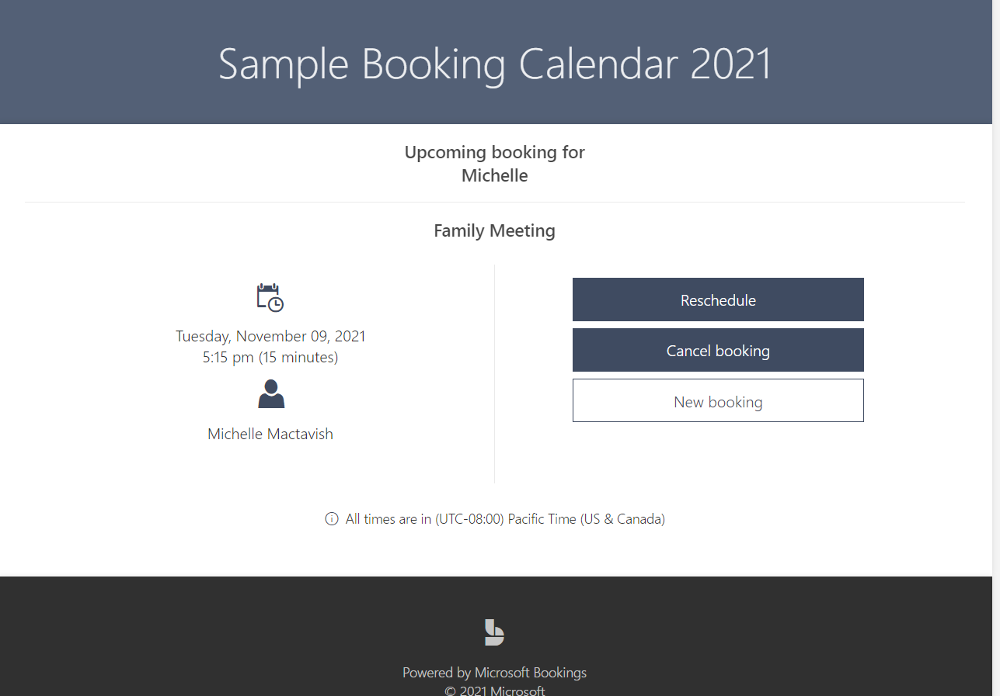 Sample Booking Calendar 2021
Upcoming booking for
Michelle
Family Meeting
Tuesday, November 09, 2021
5:15 pm (15 minutes)
Michelle Mactavish
Reschedule
Cancel booking
New booking
All times are in (UTC-08:00) Pacific Time (US & Canada)
Powered by Microsoft Bookings
© 2021 Microsoft